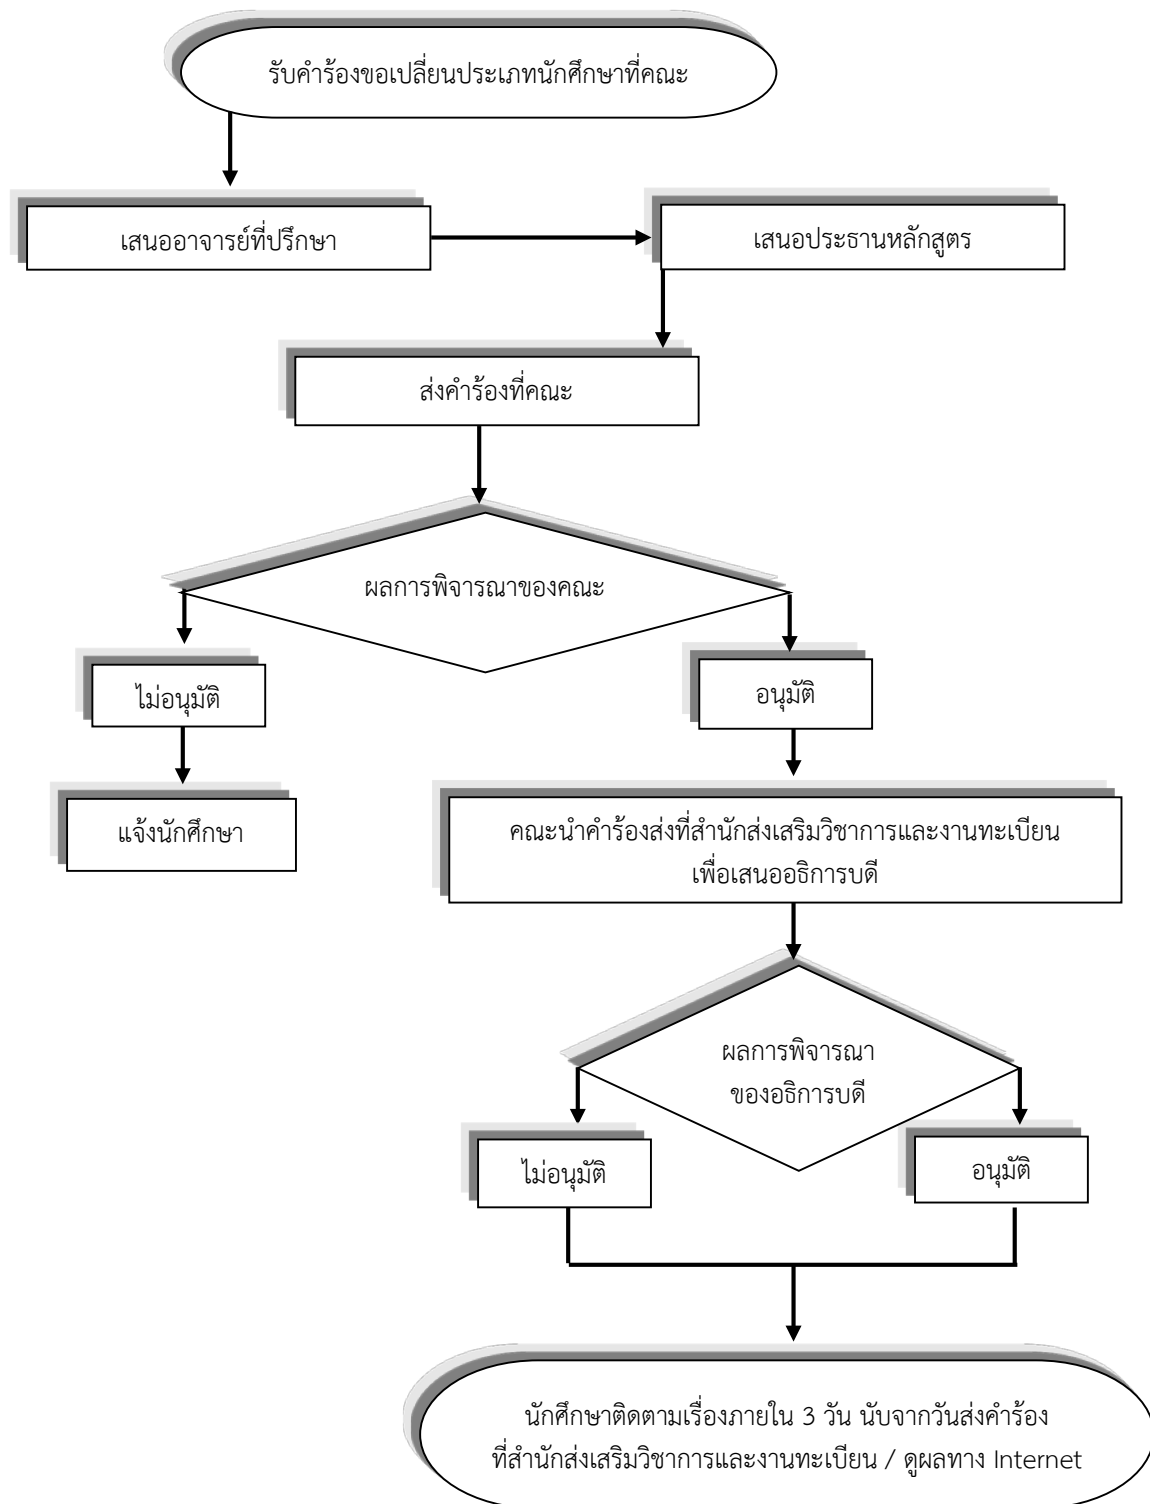 รับคำร้องขอเปลี่ยนประเภทนักศึกษาที่คณะ
เสนออาจารย์ที่ปรึกษา
เสนอประธานหลักสูตร
ส่งคำร้องที่คณะ
ผลการพิจารณาของคณะ
ไม่อนุมัติ
อนุมัติ
แจ้งนักศึกษา
คณะนำคำร้องส่งที่สำนักส่งเสริมวิชาการและงานทะเบียน
เพื่อเสนออธิการบดี
ผลการพิจารณา
ของอธิการบดี
ไม่อนุมัติ
อนุมัติ
นักศึกษาติดตามเรื่องภายใน 3 วัน นับจากวันส่งคำร้อง
ที่สำนักส่งเสริมวิชาการและงานทะเบียน / ดูผลทาง Internet